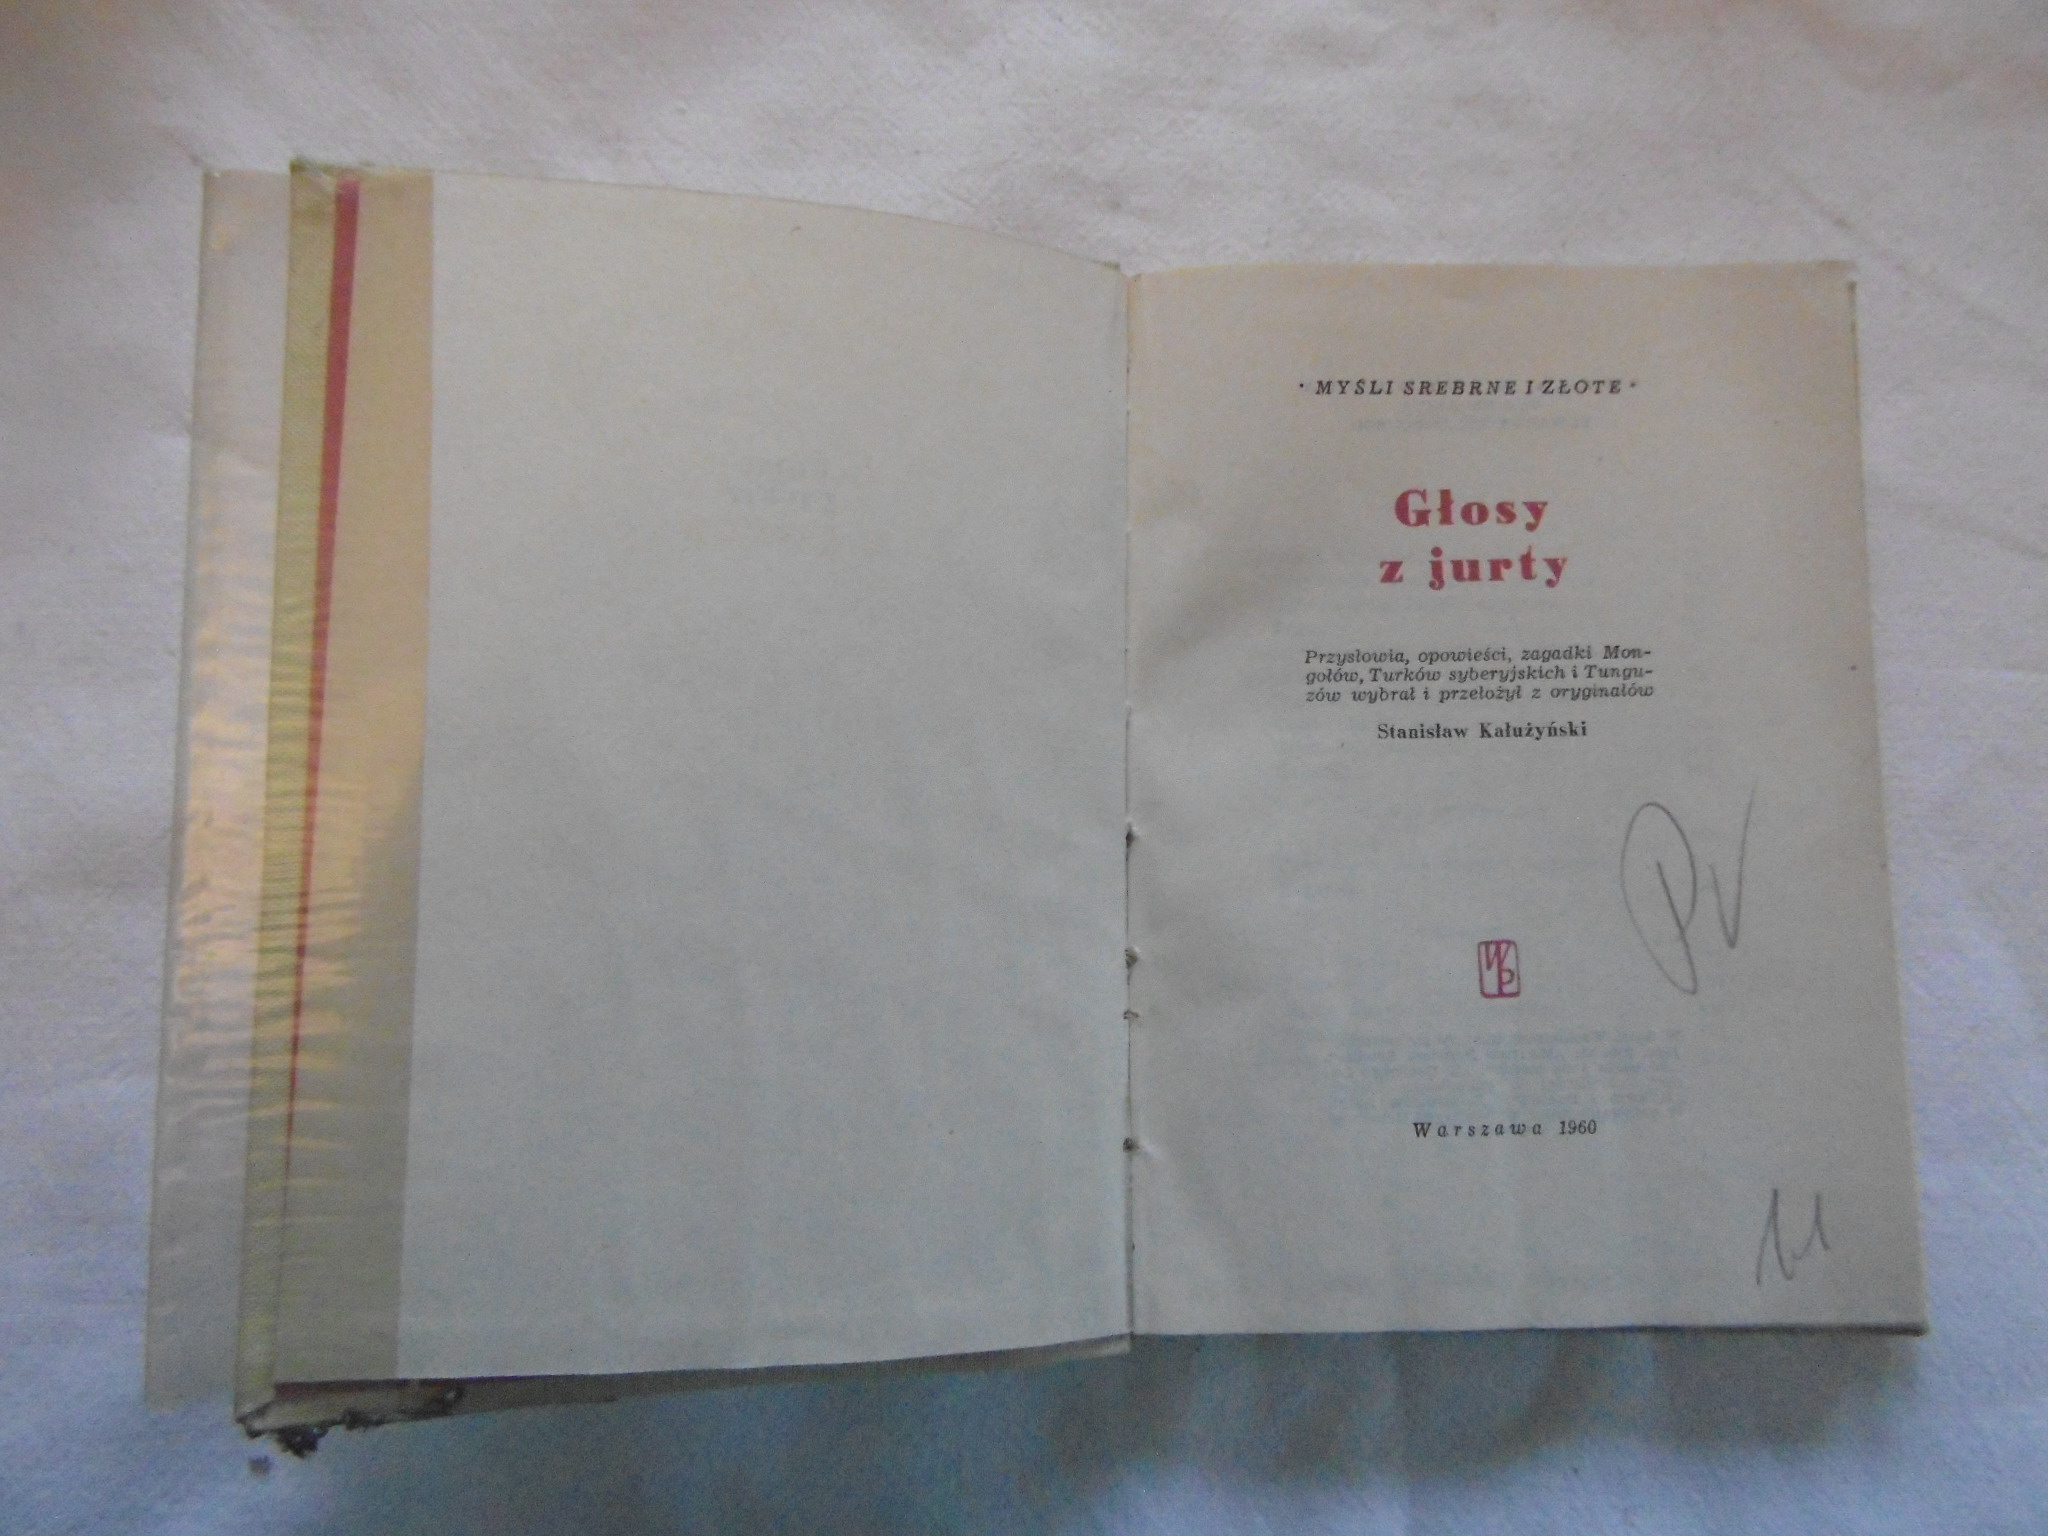 • MYŚLI SREBRNE I ZŁOTE •
Głosy
z jurty
Przysłowia, opowieści, zagadki Mon-
gołów, Turków syberyjskich i Tungu-
zów wybrał i przełożył z oryginałów
Stanisław Kałużyński
WP
Warszawa 1960